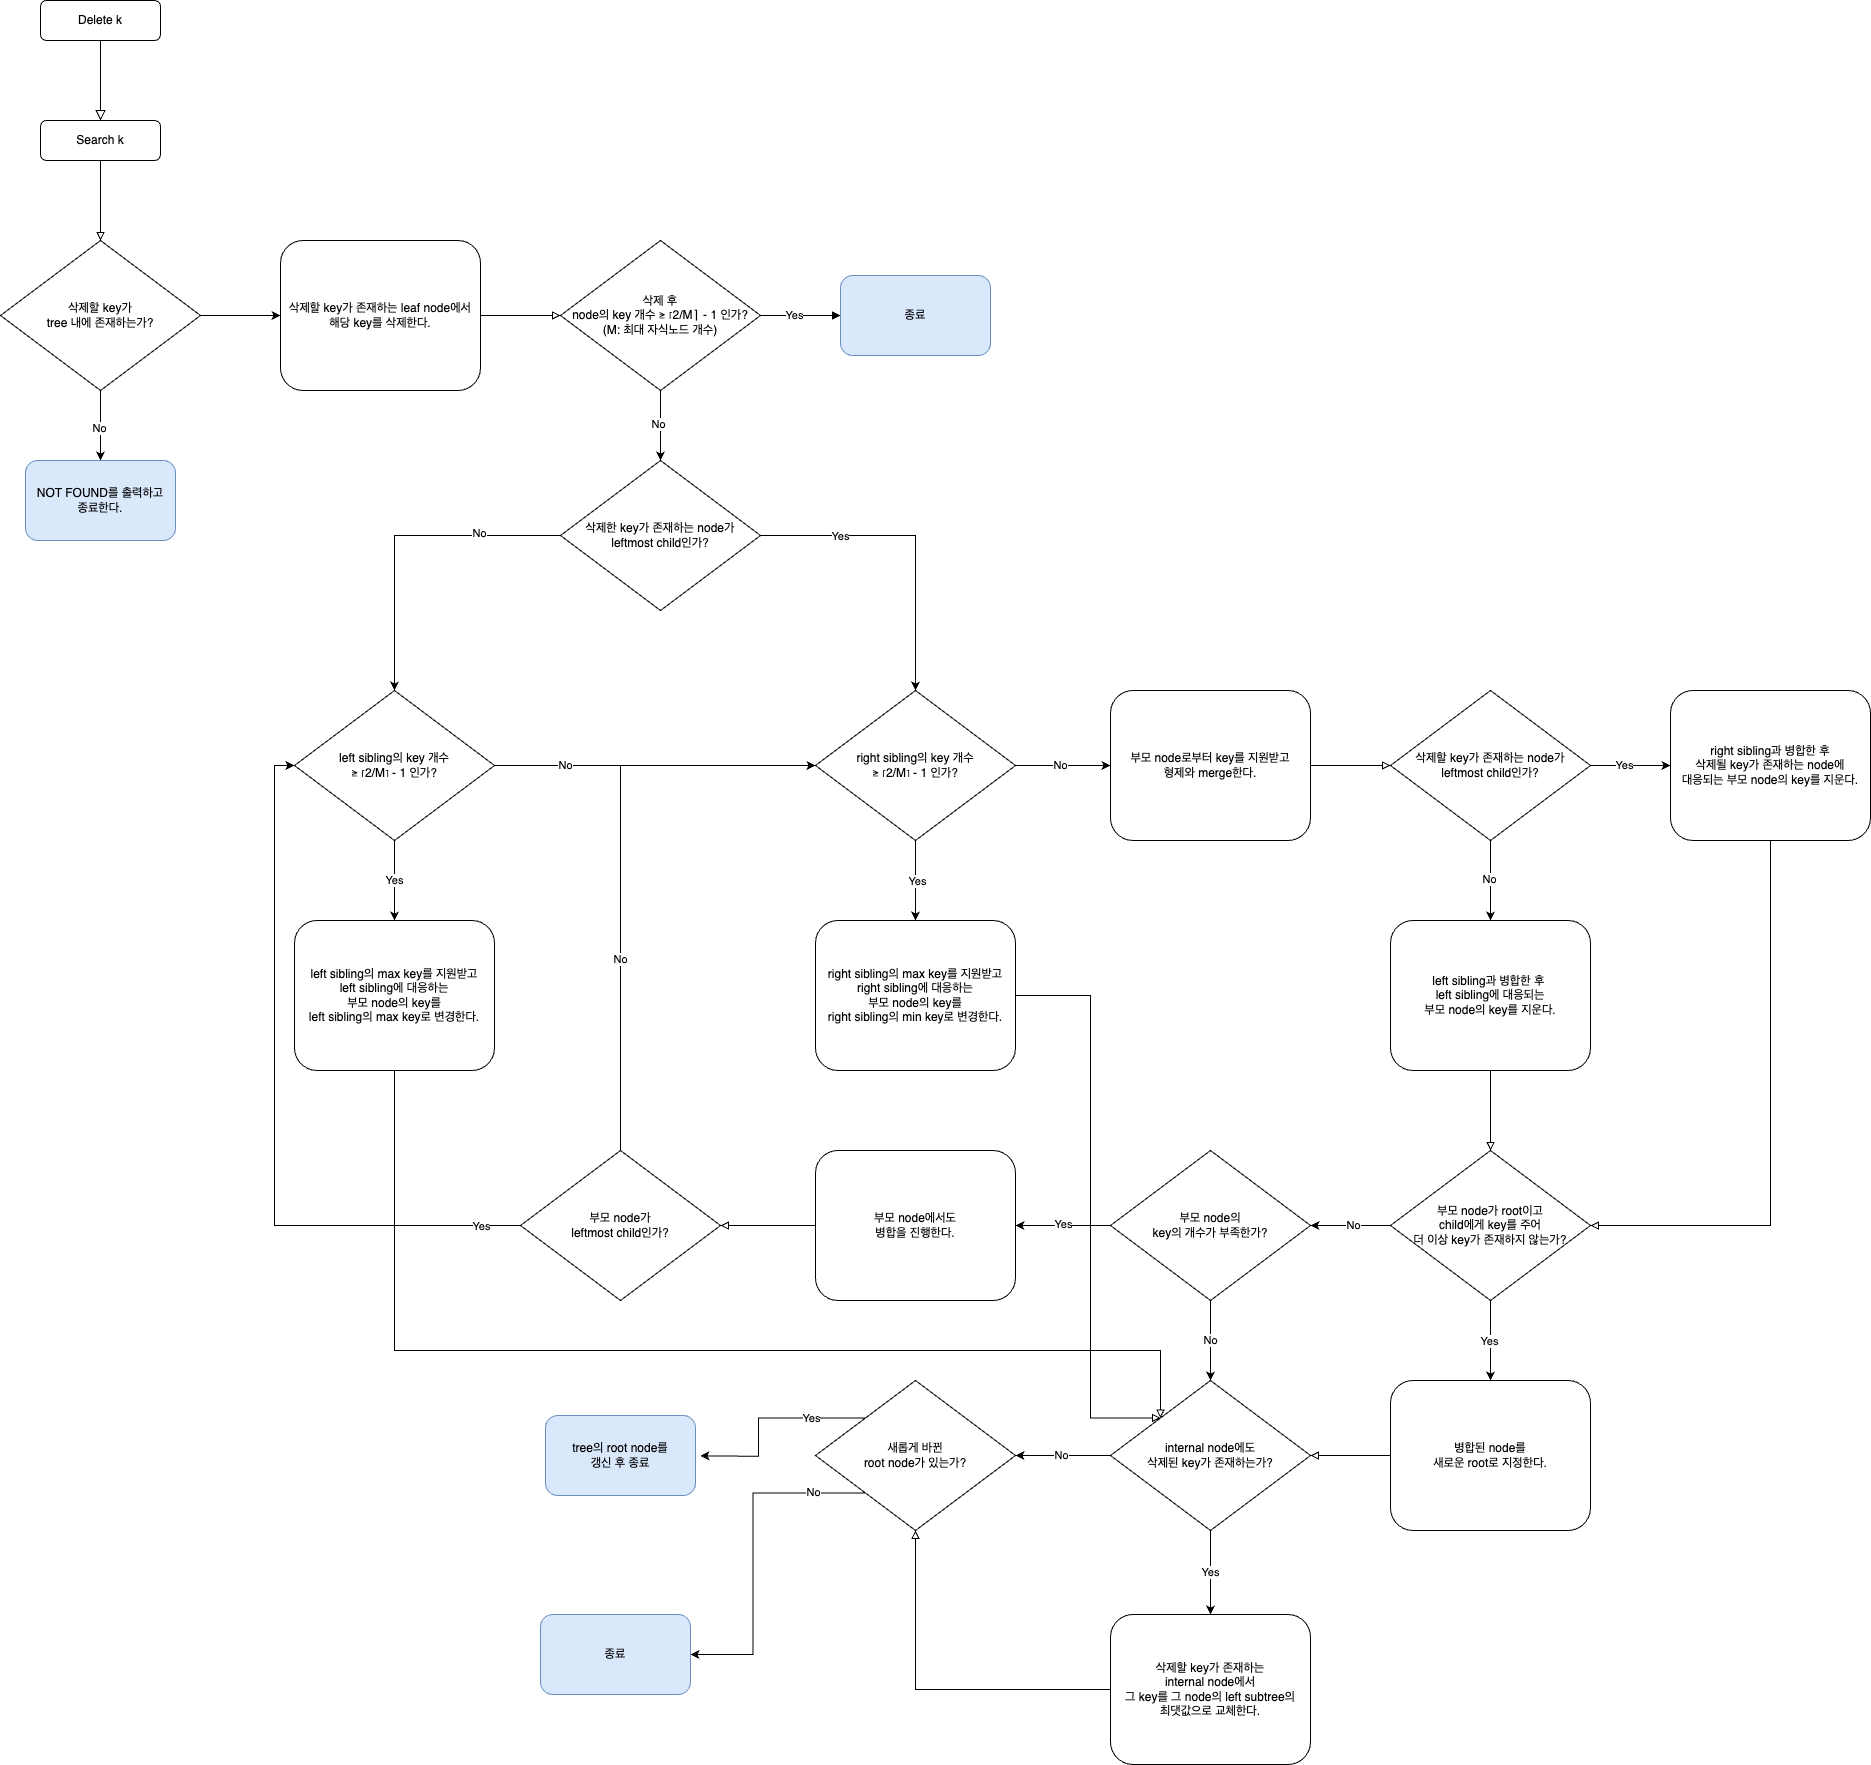 Delete k
Search k
삭제할 key가
tree 내에 존재하는가?
No
NOT FOUND를 출력하고
종료한다.
삭제할 key가 존재하는 leaf node에서
해당 key를 삭제한다.
삭제 후
node의 key 개수 ≥ ┌2/M┐ - 1 인가?
(M: 최대 자식노드 개수)
Yes
종료
No
삭제한 key가 존재하는 node가
leftmost child인가?
No
Yes
left sibling의 key 개수
≥ ┌2/M┐ - 1 인가?
No
right sibling의 key 개수
≥ ┌2/M┐ - 1 인가?
No
부모 node로부터 key를 지원받고
형제와 merge한다.
삭제할 key가 존재하는 node가
leftmost child인가?
Yes
right sibling과 병합한 후
삭제될 key가 존재하는 node에
대응되는 부모 node의 key를 지운다.
Yes
Yes
No
left sibling의 max key를 지원받고
left sibling에 대응하는
부모 node의 key를
left sibling의 max key로 변경한다.
No
right sibling의 max key를 지원받고
right sibling에 대응하는
부모 node의 key를
right sibling의 min key로 변경한다.
left sibling과 병합한 후
left sibling에 대응되는
부모 node의 key를 지운다.
Yes
부모 node가
leftmost child인가?
부모 node에서도
병합을 진행한다.
Yes
부모 node의
key의 개수가 부족한가?
No
부모 node가 root이고
child에게 key를 주어
더 이상 key가 존재하지 않는가?
No
Yes
tree의 root node를
갱신 후 종료
Yes
새롭게 바뀐
root node가 있는가?
No
No
internal node에도
삭제된 key가 존재하는가?
병합된 node를
새로운 root로 지정한다.
Yes
종료
삭제할 key가 존재하는
internal node에서
그 key를 그 node의 left subtree의
최댓값으로 교체한다.